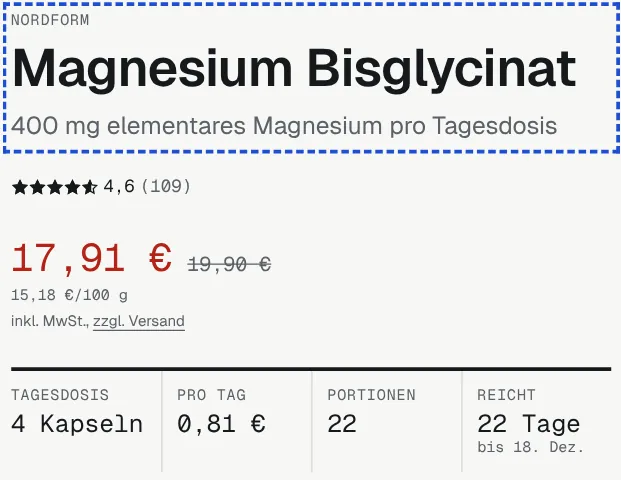 NORDFORM
Magnesium Bisglycinat
400 mg elementares Magnesium pro Tagesdosis
4,6 (109)
17,91 € 19,90 €
15,18 €/100 g
inkl. MwSt., zzgl. Versand
TAGESDOSIS PRO TAG PORTIONEN REICHT
4 Kapseln 0,81 € 22 22 Tage
bis 18. Dez.